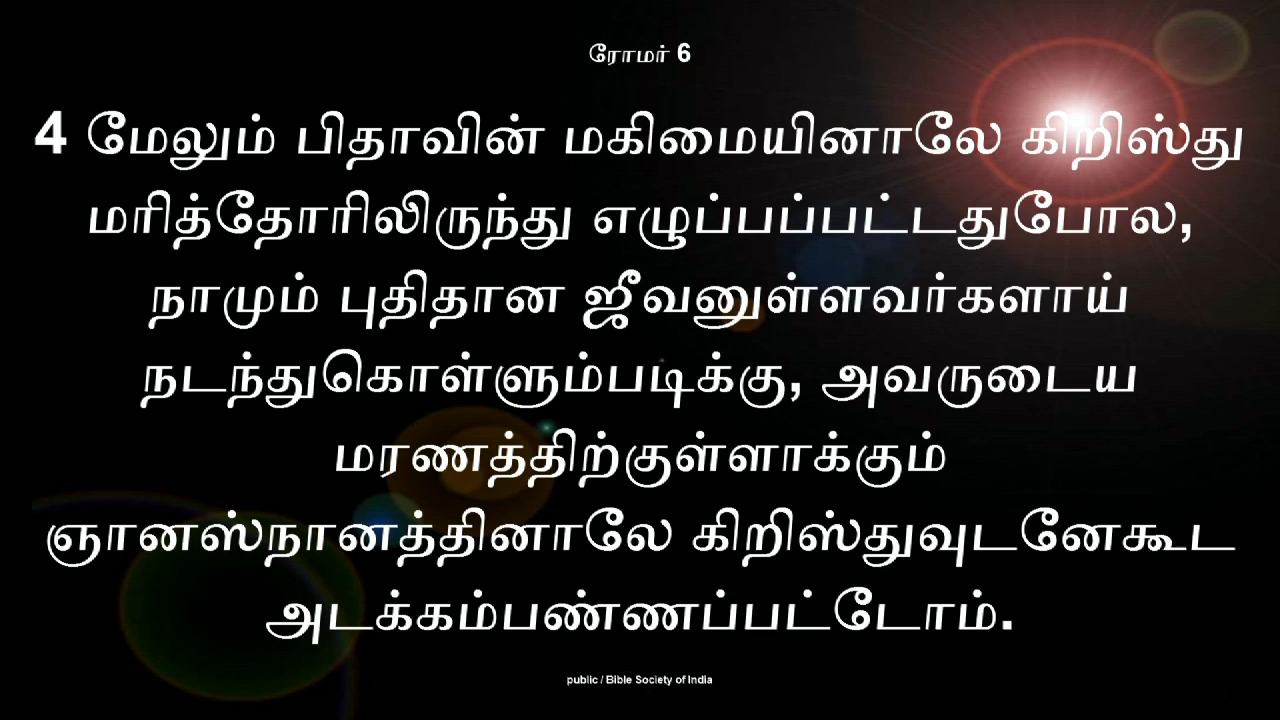 ரோமர் 6
4 மேலும் பிதாவின் மகிமையினாலே கிறிஸ்து
மரித்தோரிலிருந்து எழுப்பப்பட்டதுபோல,
நாமும் புதிதான ஜீவனுள்ளவர்களாய்
நடந்துகொள்ளும்படிக்கு, அவருடைய
மரணத்திற்குள்ளாக்கும்
ஞானஸ்நானத்தினாலே கிறிஸ்துவுடனேகூட
அடக்கம்பண்ணப்பட்டோம்.
public / Bible Society of India